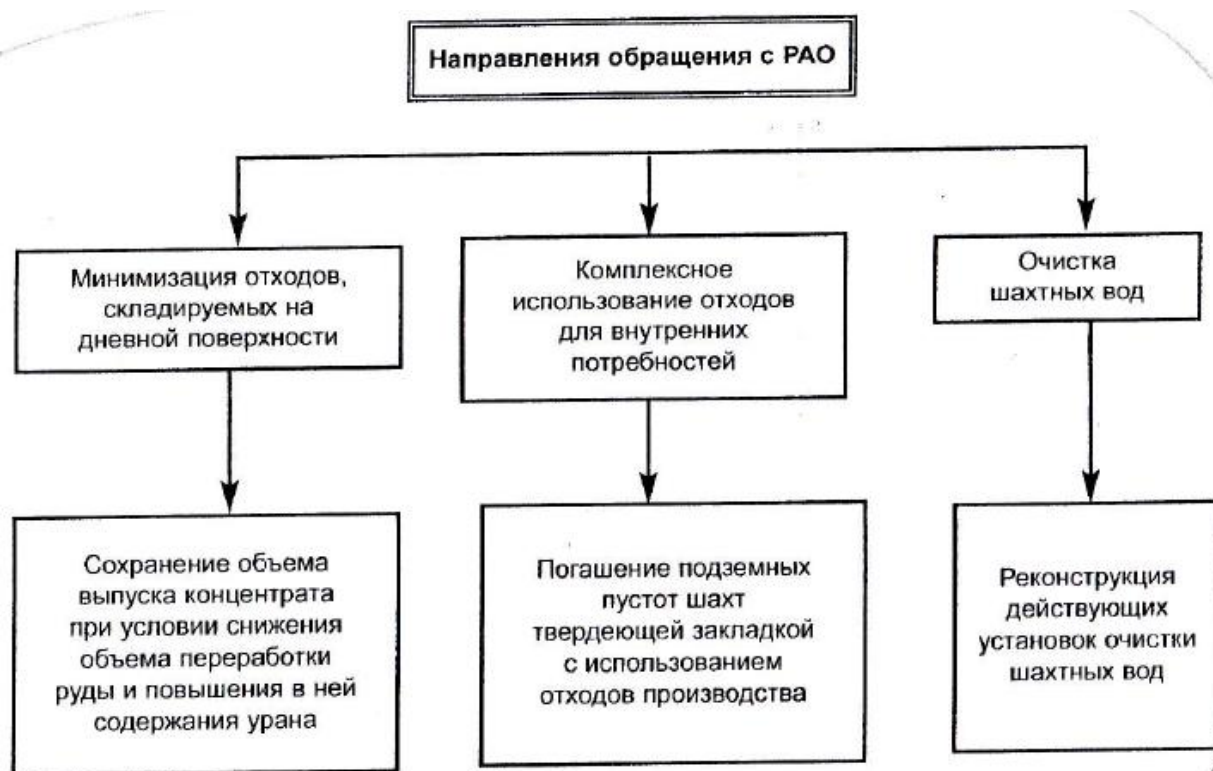 Направления обращения с РАО
Минимизация отходов,
складируемых на
дневной поверхности
Комплексное
использование отходов
для внутренних
потребностей
Очистка
шахтных вод
Сохранение объема
выпуска концентрата
при условии снижения
объема переработки
руды и повышения в ней
содержания урана
Погашение подземных
пустот шахт
твердеющей закладкой
с использованием
отходов производства
Реконструкция
действующих
установок очистки
шахтных вод